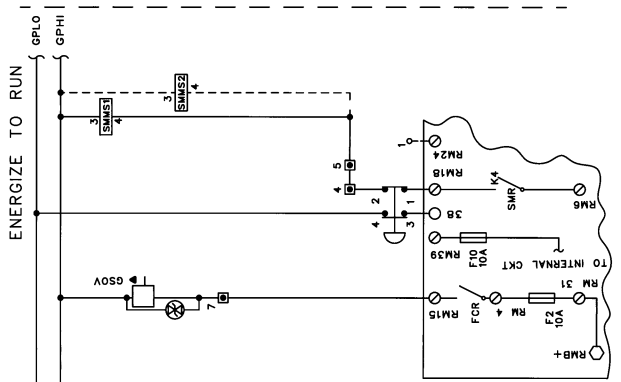 GPLO
GPHI
ENERGIZE TO RUN
3
SMMS2
4
3
SMMS1
4
1
RM24
5
RM18
4
2
1
K4
SMR
RM6
38
4
3
RM39
F10
10A
TO INTERNAL CKT
GSOV
7
RM15
FCR
4
RM
F2
10A
31
RM
RMB+